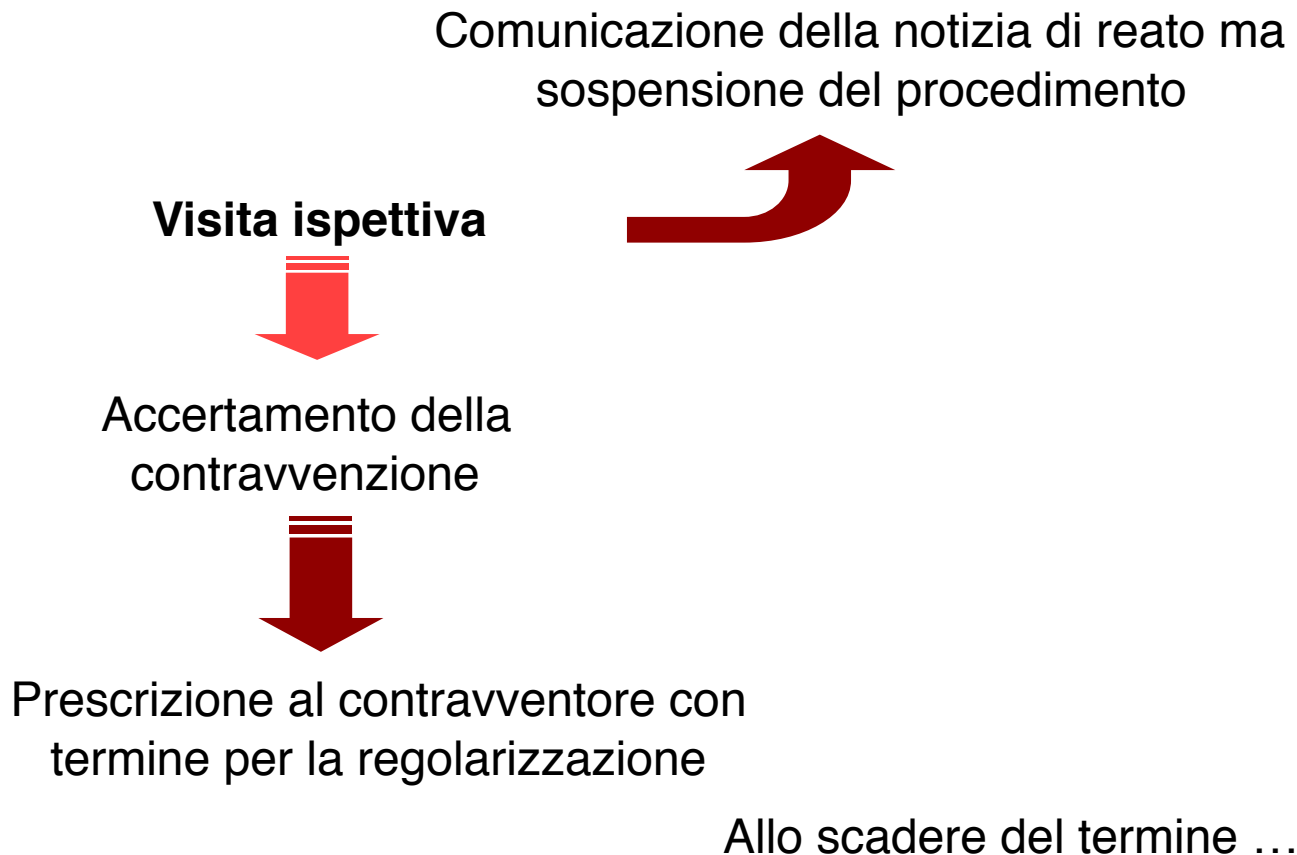 Comunicazione della notizia di reato ma
sospensione del procedimento
Visita ispettiva
Accertamento della
contravvenzione
Prescrizione al contravventore con
termine per la regolarizzazione
Allo scadere del termine …